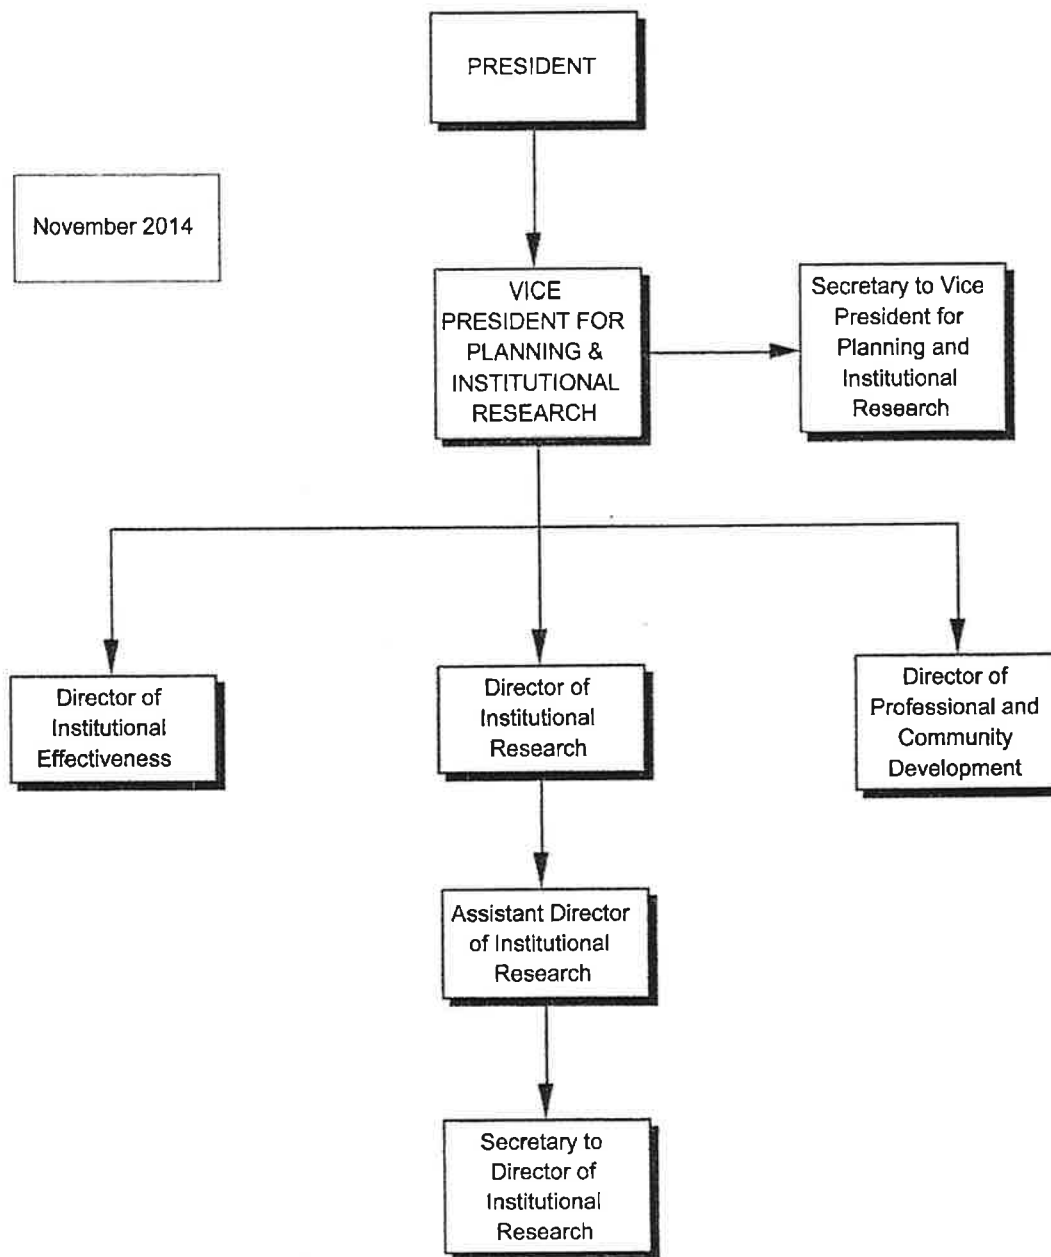 PRESIDENT
November 2014
VICE
PRESIDENT FOR
PLANNING &
INSTITUTIONAL
RESEARCH
Secretary to Vice
President for
Planning and
Institutional
Research
Director of
Institutional
Effectiveness
Director of
Institutional
Research
Director of
Professional and
Community
Development
Assistant Director
of Institutional
Research
Secretary to
Director of
Institutional
Research